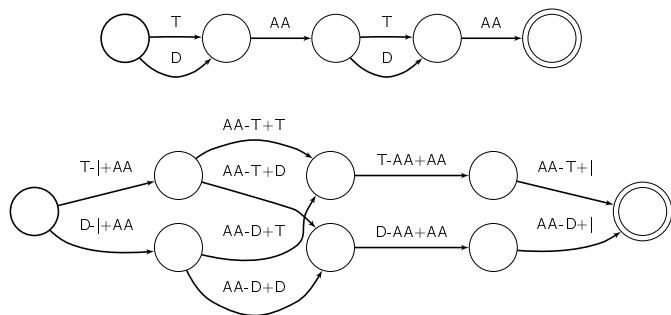 T AA T AA
D D
AA-T+T
T-|+AA AA-T+D T-AA+AA AA-T+|
D-|+AA AA-D+T D-AA+AA AA-D+|
AA-D+D